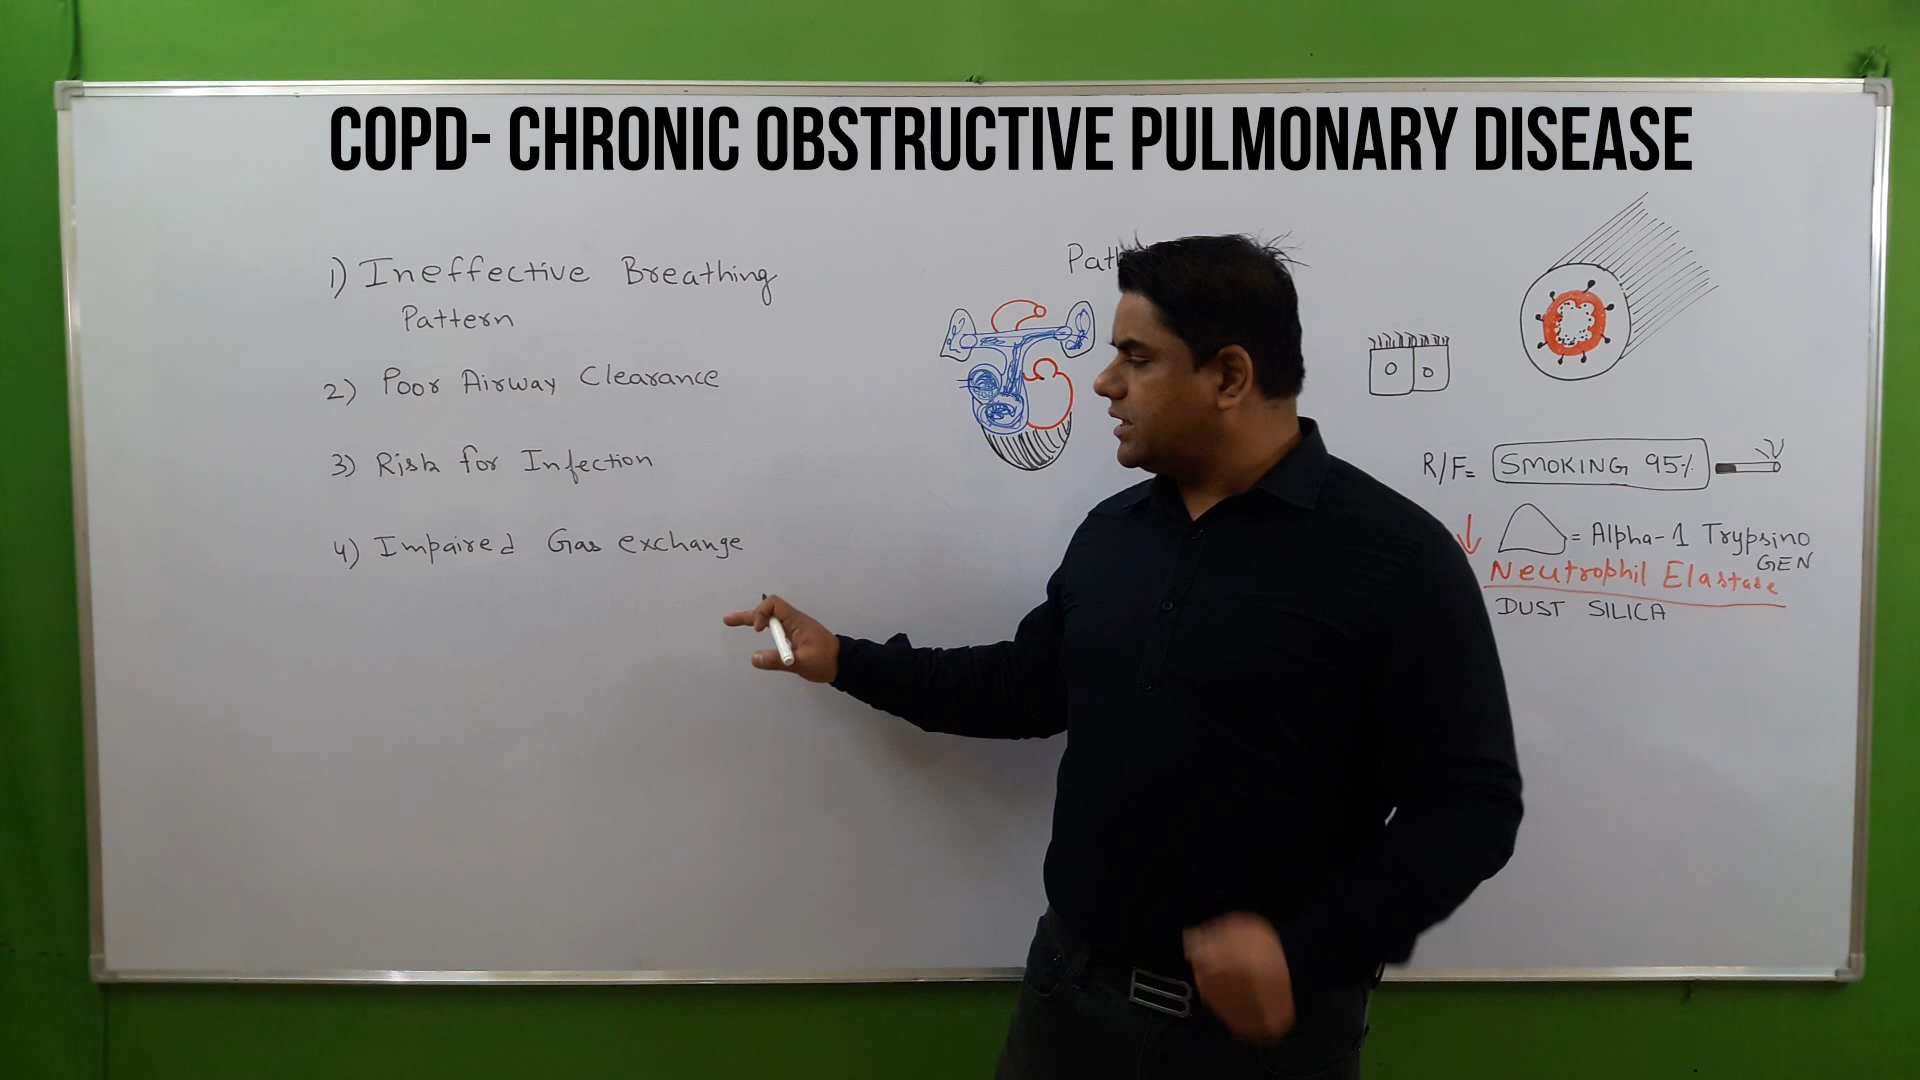 COPD- CHRONIC OBSTRUCTIVE PULMONARY DISEASE
1) Ineffective Breathing
Pattern
2) Poor Airway Clearance
3) Risk for Infection
4) Impaired Gas exchange
Path
R/F= SMOKING 95%
↓ = Alpha-1 Trypsino
GEN
Neutrophil Elastase
DUST SILICA